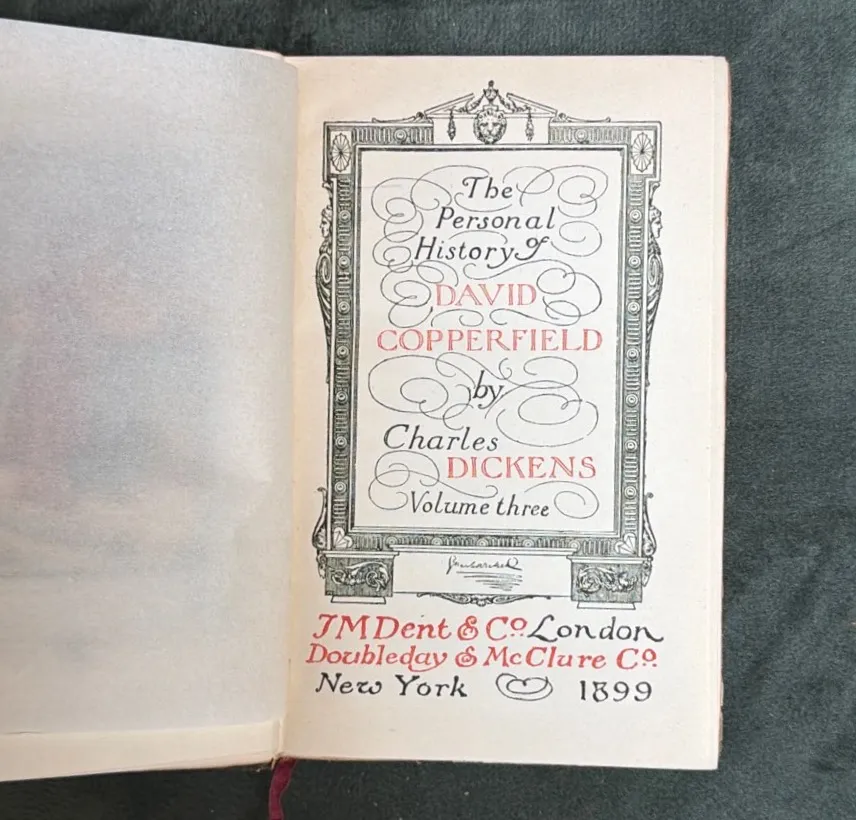 The
Personal
History of
DAVID
COPPERFIELD
by
Charles
DICKENS
Volume three
J M Dent & Co. London
Doubleday & McClure Co.
New York 1899